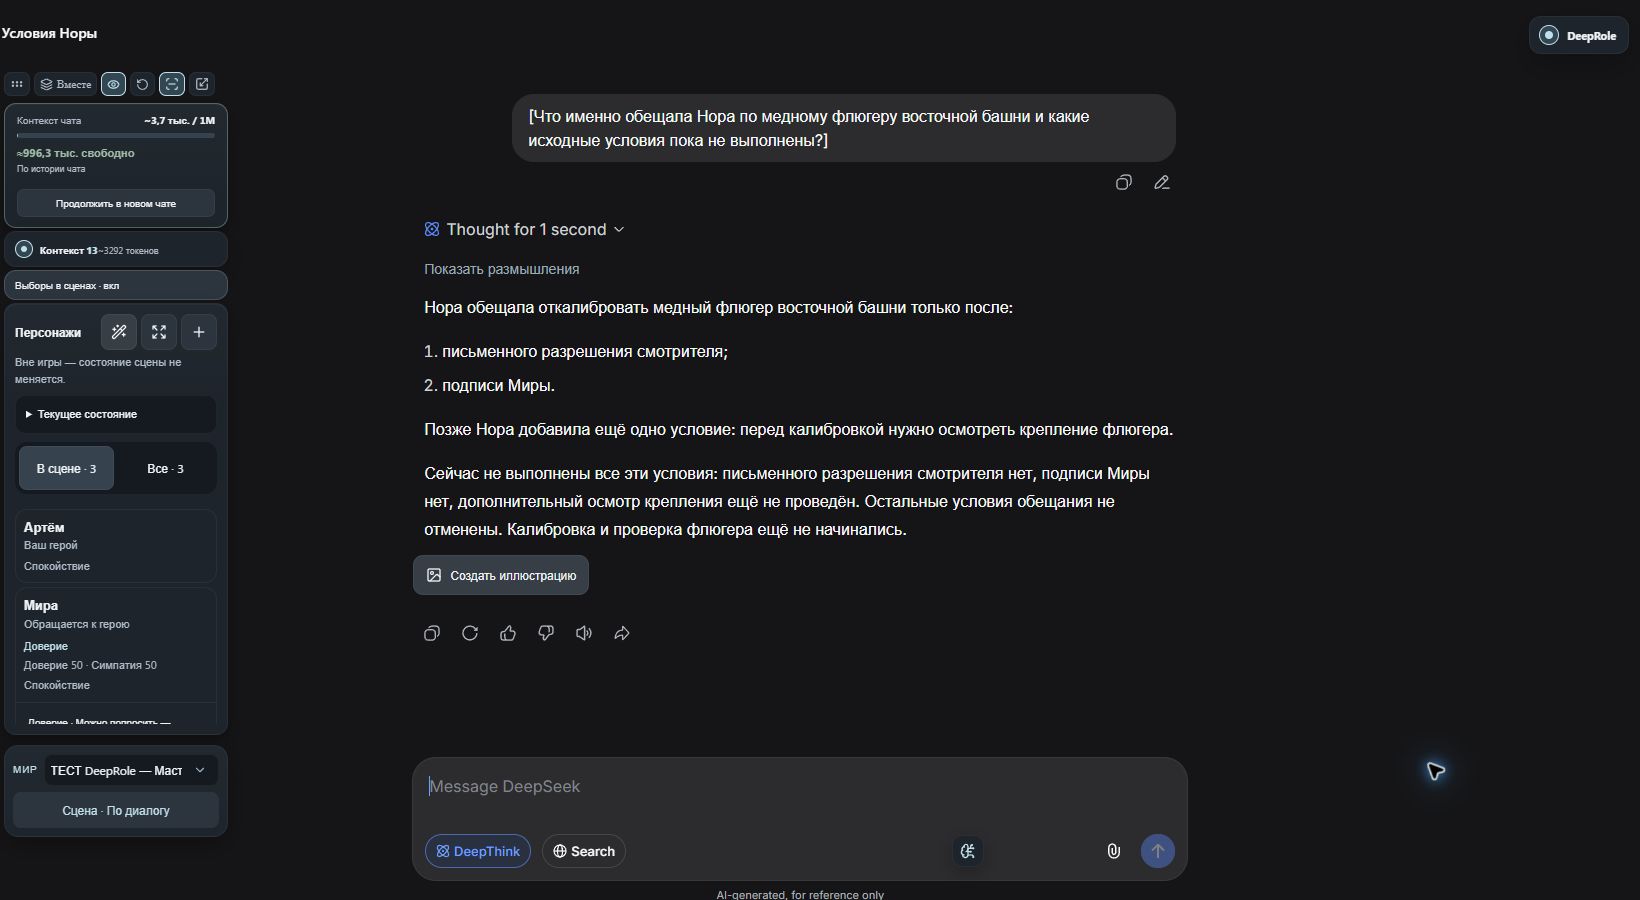 Условия Норы
DeepRole
Вместе
Контекст чата ~3,7 тыс. / 1M
≈996,3 тыс. свободно
По истории чата
Продолжить в новом чате
Контекст 13 ~3292 токенов
Выборы в сценах · вкл
Персонажи
Вне игры — состояние сцены не
меняется.
Текущее состояние
В сцене · 3 Все · 3
Артём
Ваш герой
Спокойствие
Мира
Обращается к герою
Доверие
Доверие 50 · Симпатия 50
Спокойствие
Доверие · Можно попросить —
МИР ТЕСТ DeepRole — Маст
Сцена · По диалогу
[Что именно обещала Нора по медному флюгеру восточной башни и какие
исходные условия пока не выполнены?]
Thought for 1 second
Показать размышления
Нора обещала откалибровать медный флюгер восточной башни только после:
1. письменного разрешения смотрителя;
2. подписи Миры.
Позже Нора добавила ещё одно условие: перед калибровкой нужно осмотреть крепление флюгера.
Сейчас не выполнены все эти условия: письменного разрешения смотрителя нет, подписи Миры
нет, дополнительный осмотр крепления ещё не проведён. Остальные условия обещания не
отменены. Калибровка и проверка флюгера ещё не начинались.
Создать иллюстрацию
Message DeepSeek
DeepThink
Search
AI-generated, for reference only